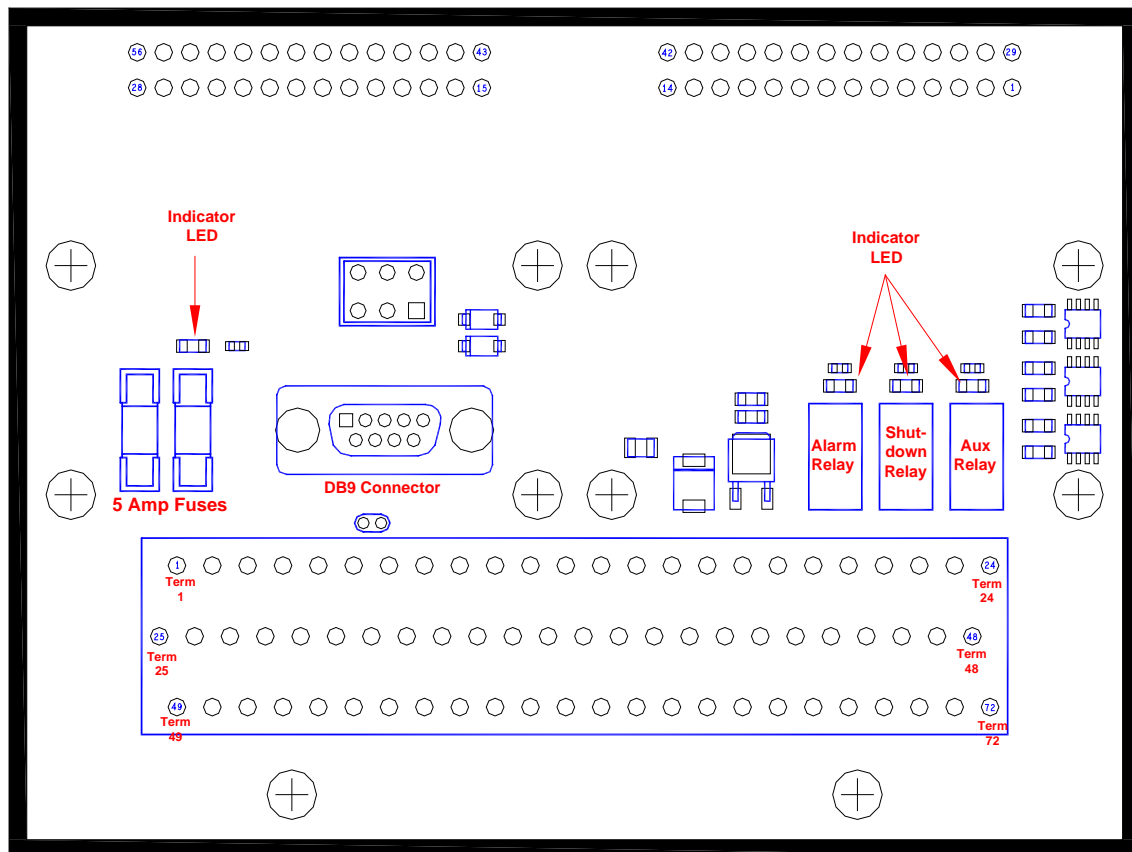 56 43 42 29
28 15 14 1
Indicator
LED
Indicator
LED
Alarm
Relay
Shut-
down
Relay
Aux
Relay
DB9 Connector
5 Amp Fuses
1 24
Term
1
Term
24
25 48
Term
25
Term
48
49 72
Term
49
Term
72